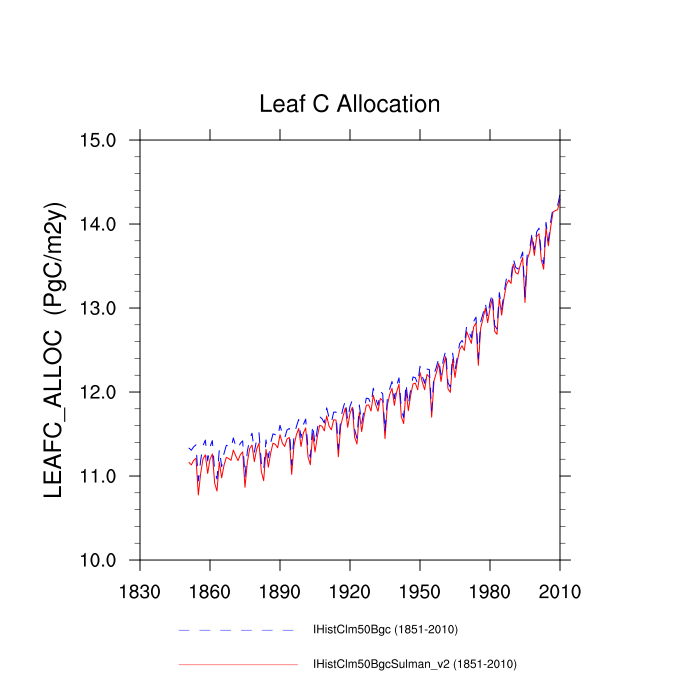 Leaf C Allocation
LEAFC_ALLOC (PgC/m2y)
15.0
14.0
13.0
12.0
11.0
10.0
1830 1860 1890 1920 1950 1980 2010
IHistClm50Bgc (1851-2010)
IHistClm50BgcSulman_v2 (1851-2010)